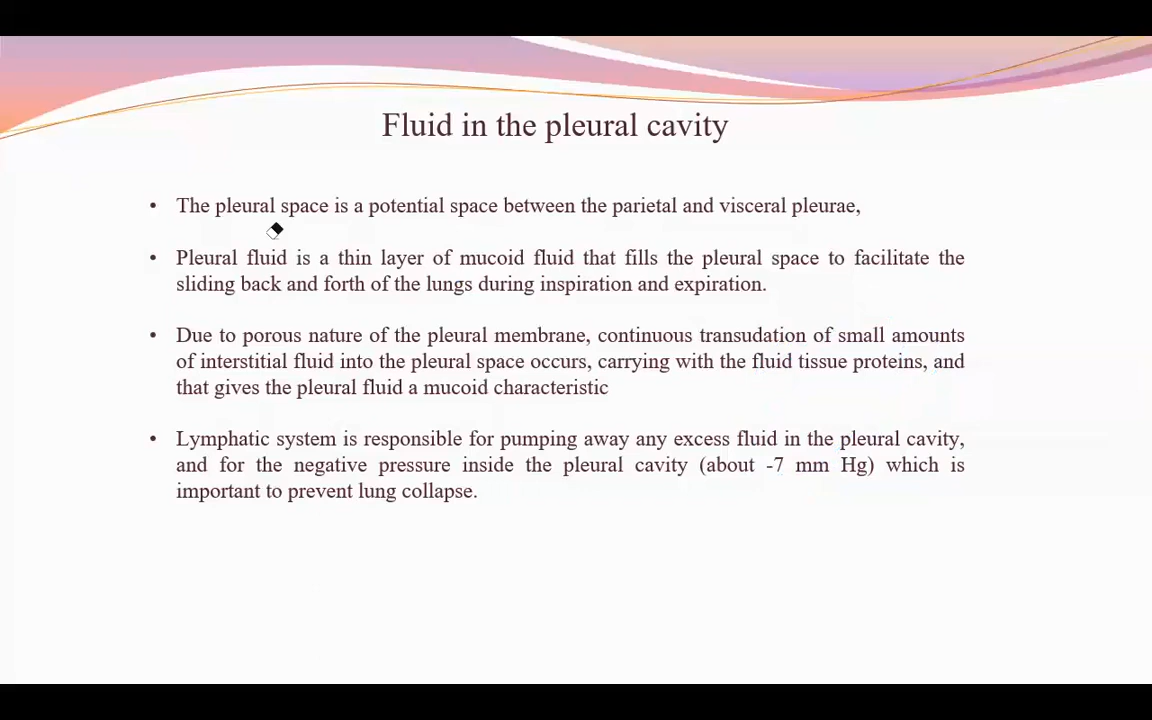 Fluid in the pleural cavity
• The pleural space is a potential space between the parietal and visceral pleurae,
• Pleural fluid is a thin layer of mucoid fluid that fills the pleural space to facilitate the
sliding back and forth of the lungs during inspiration and expiration.
• Due to porous nature of the pleural membrane, continuous transudation of small amounts
of interstitial fluid into the pleural space occurs, carrying with the fluid tissue proteins, and
that gives the pleural fluid a mucoid characteristic
• Lymphatic system is responsible for pumping away any excess fluid in the pleural cavity,
and for the negative pressure inside the pleural cavity (about -7 mm Hg) which is
important to prevent lung collapse.